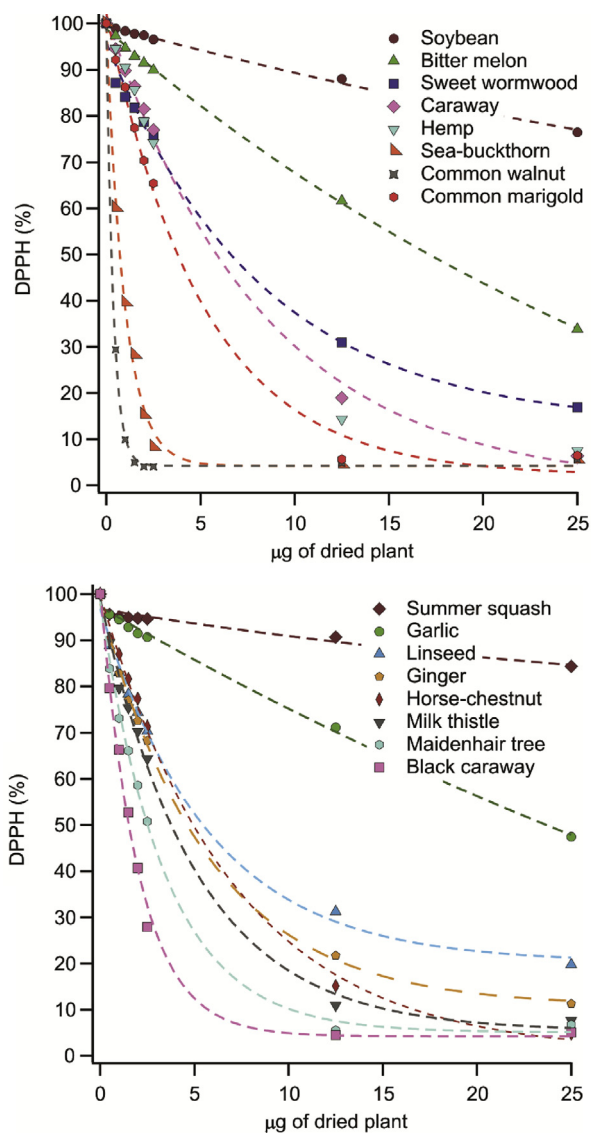 100
90
80
70
60
50
40
30
20
10
0
DPPH (%)
Soybean
Bitter melon
Sweet wormwood
Caraway
Hemp
Sea-buckthorn
Common walnut
Common marigold
0 5 10 15 20 25
µg of dried plant
100
90
80
70
60
50
40
30
20
10
0
DPPH (%)
Summer squash
Garlic
Linseed
Ginger
Horse-chestnut
Milk thistle
Maidenhair tree
Black caraway
0 5 10 15 20 25
µg of dried plant